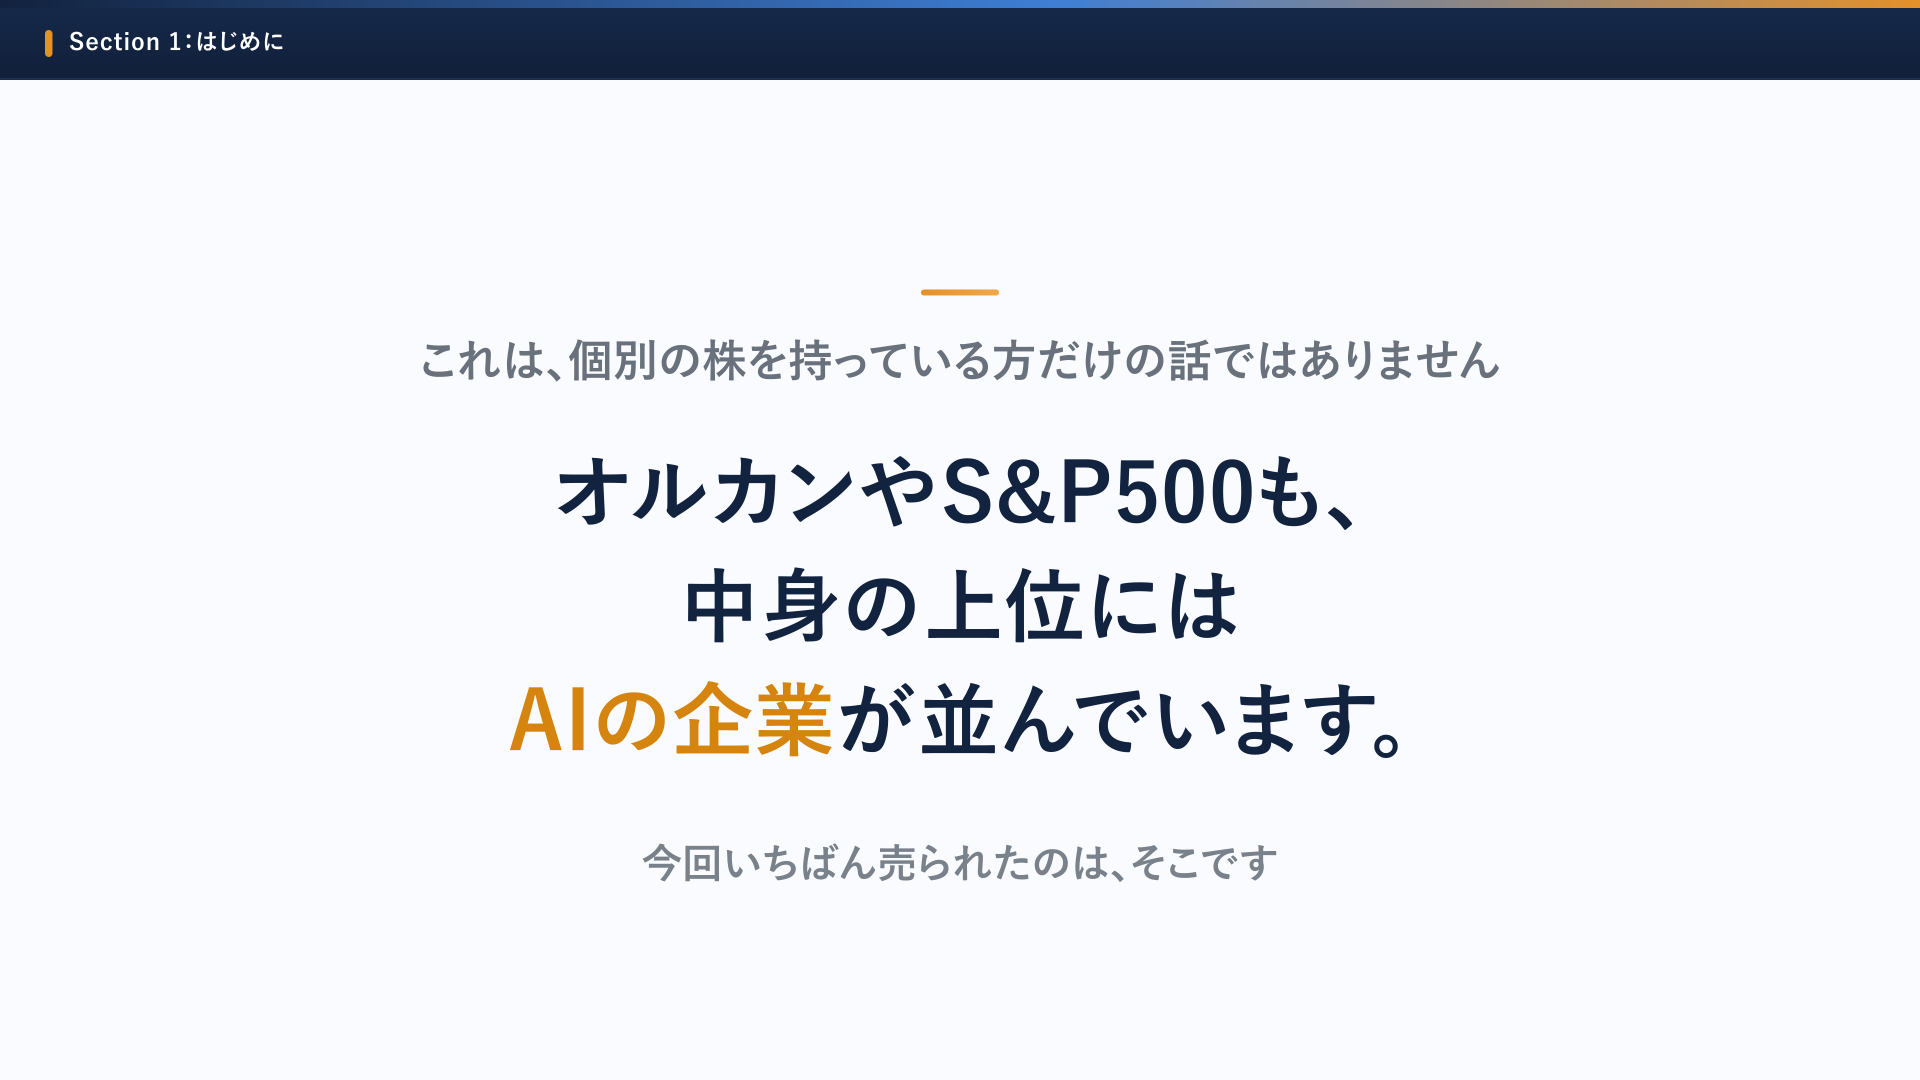 Section 1：はじめに
これは、個別の株を持っている方だけの話ではありません
オルカンやS&P500も、
中身の上位には
AIの企業が並んでいます。
今回いちばん売られたのは、そこです